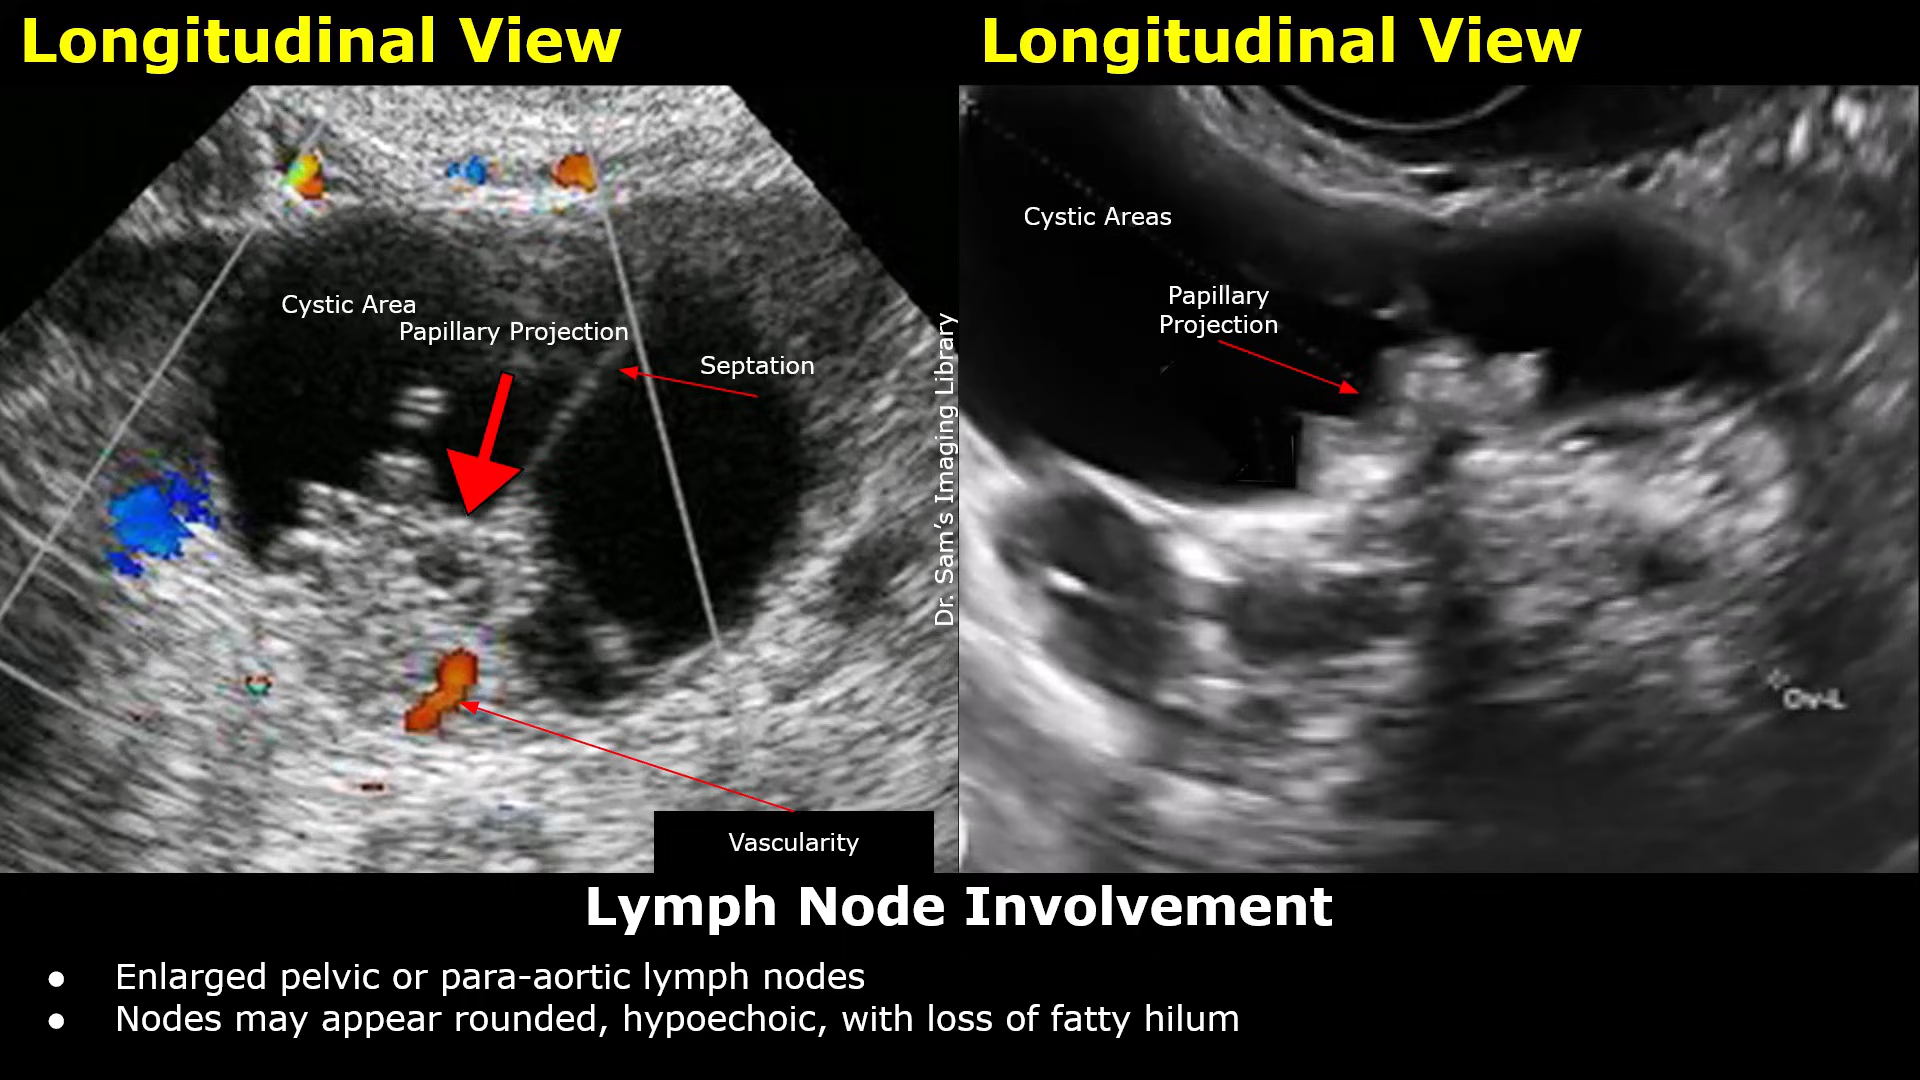 Longitudinal View
Longitudinal View
Cystic Area
Papillary Projection
Septation
Vascularity
Dr. Sam’s Imaging Library
Cystic Areas
Papillary
Projection
Ov-L
Lymph Node Involvement
● Enlarged pelvic or para-aortic lymph nodes
● Nodes may appear rounded, hypoechoic, with loss of fatty hilum